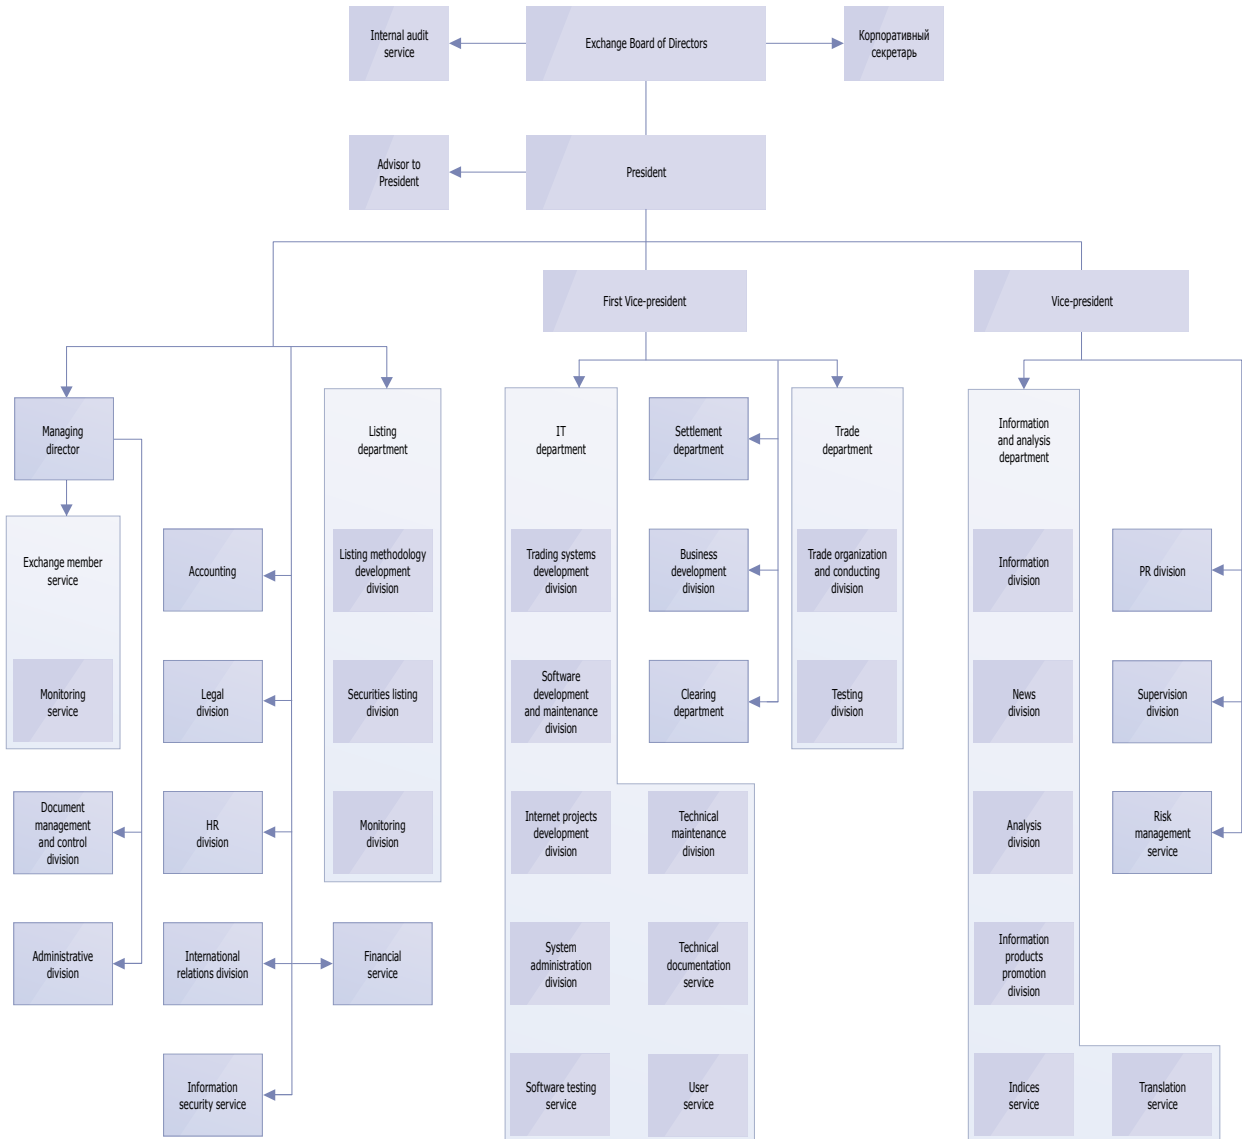 Internal audit
service
Exchange Board of Directors
Корпоративный
секретарь
Advisor to
President
President
First Vice-president
Vice-president
Managing
director
Listing
department
IT
department
Settlement
department
Trade
department
Information
and analysis
department
Exchange member
service
Accounting
Listing methodology
development
division
Trading systems
development
division
Business
development
division
Trade organization
and conducting
division
Information
division
PR division
Monitoring
service
Legal
division
Securities listing
division
Software
development
and maintenance
division
Clearing
department
Testing
division
News
division
Supervision
division
Document
management
and control
division
HR
division
Monitoring
division
Internet projects
development
division
Technical
maintenance
division
Analysis
division
Risk
management
service
Administrative
division
International
relations division
Financial
service
System
administration
division
Technical
documentation
service
Information
products
promotion
division
Information
security service
Software testing
service
User
service
Indices
service
Translation
service